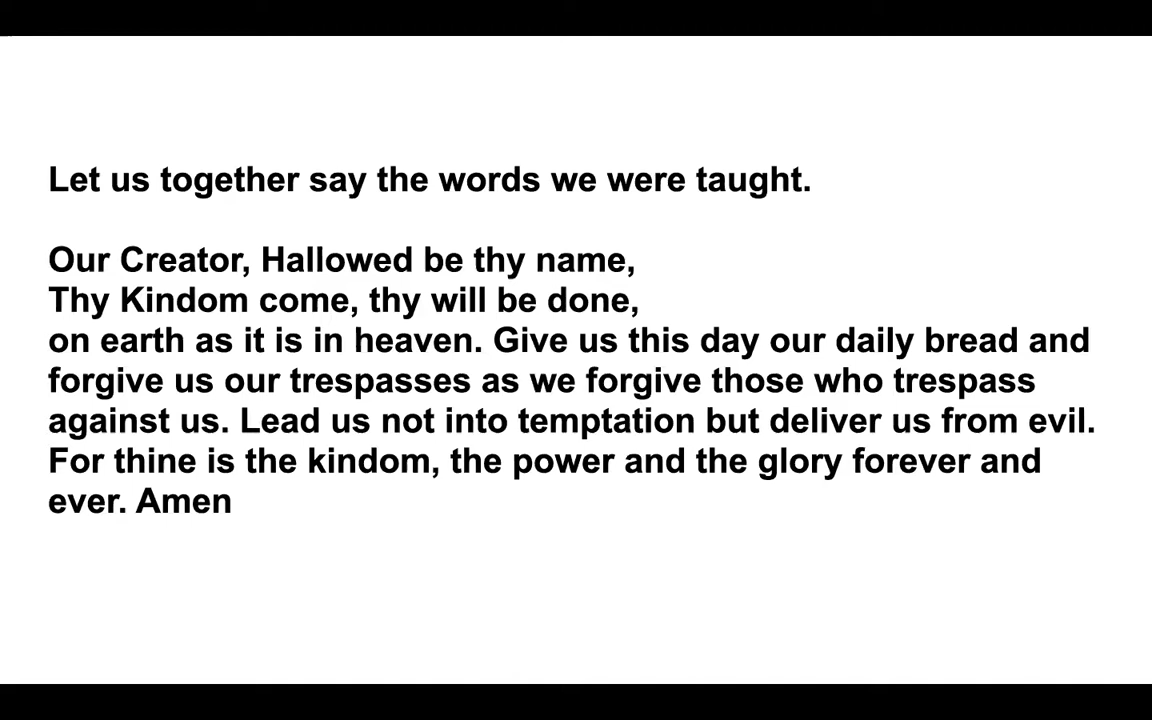 Let us together say the words we were taught.
Our Creator, Hallowed be thy name,
Thy Kindom come, thy will be done,
on earth as it is in heaven. Give us this day our daily bread and
forgive us our trespasses as we forgive those who trespass
against us. Lead us not into temptation but deliver us from evil.
For thine is the kindom, the power and the glory forever and
ever. Amen